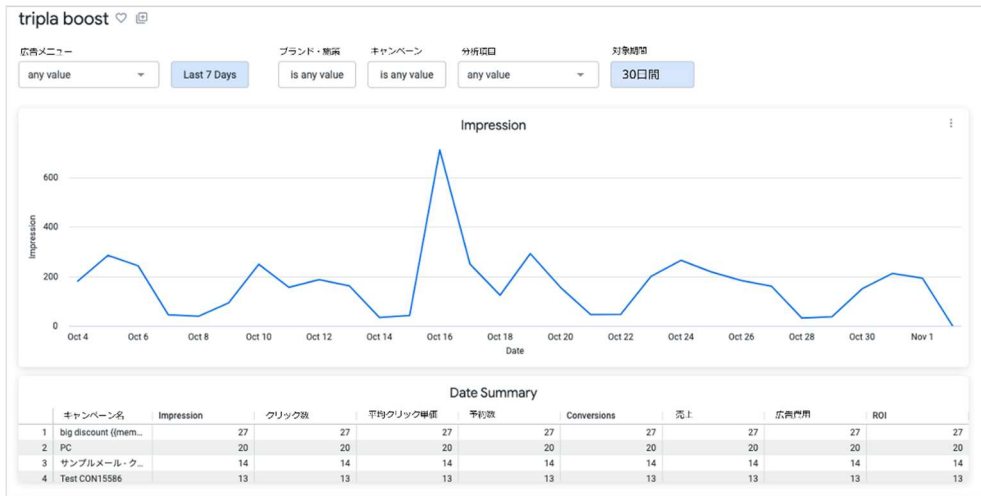 tripla boost
広告メニュー ブランド・施策 キャンペーン 分析項目 対象期間
any value Last 7 Days is any value is any value any value 30日間
Impression
600
400
200
0
Impression
Oct 4 Oct 6 Oct 8 Oct 10 Oct 12 Oct 14 Oct 16 Oct 18 Oct 20 Oct 22 Oct 24 Oct 26 Oct 28 Oct 30 Nov 1
Date
Date Summary
キャンペーン名 Impression クリック数 平均クリック単価 予約数 Conversions 売上 広告費用 ROI
1 big discount {{mem... 27 27 27 27 27 27 27 27
2 PC 20 20 20 20 20 20 20 20
3 サンプルメール・ク... 14 14 14 14 14 14 14 14
4 Test CON15586 13 13 13 13 13 13 13 13